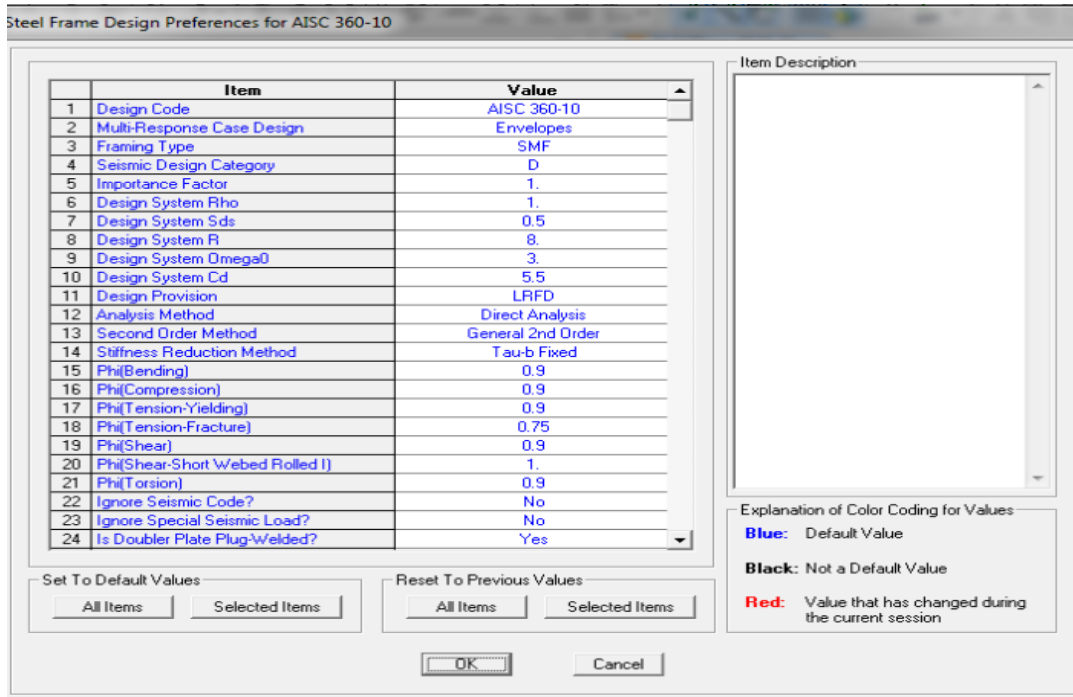 Steel Frame Design Preferences for AISC 360-10
Item Value
1 Design Code AISC 360-10
2 Multi-Response Case Design Envelopes
3 Framing Type SMF
4 Seismic Design Category D
5 Importance Factor 1.
6 Design System Rho 1.
7 Design System Sds 0.5
8 Design System R 8.
9 Design System Omega0 3.
10 Design System Cd 5.5
11 Design Provision LRFD
12 Analysis Method Direct Analysis
13 Second Order Method General 2nd Order
14 Stiffness Reduction Method Tau-b Fixed
15 Phi(Bending) 0.9
16 Phi(Compression) 0.9
17 Phi(Tension-Yielding) 0.9
18 Phi(Tension-Fracture) 0.75
19 Phi(Shear) 0.9
20 Phi(Shear-Short Webed Rolled I) 1.
21 Phi(Torsion) 0.9
22 Ignore Seismic Code? No
23 Ignore Special Seismic Load? No
24 Is Doubler Plate Plug-Welded? Yes
Set To Default Values
All Items Selected Items
Reset To Previous Values
All Items Selected Items
Item Description
Explanation of Color Coding for Values
Blue: Default Value
Black: Not a Default Value
Red: Value that has changed during
the current session
OK Cancel